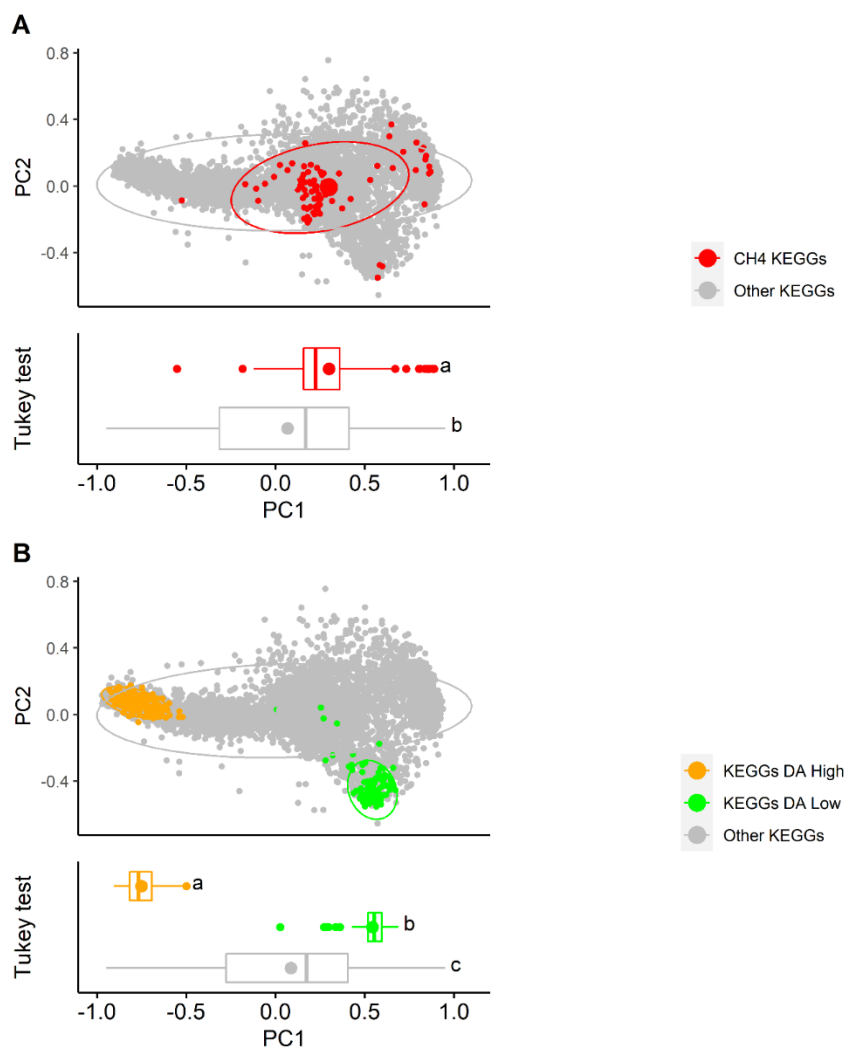 A
0.8
0.4
0.0
-0.4
PC2
CH4 KEGGs
Other KEGGs
Tukey test
a
b
-1.0 -0.5 0.0 0.5 1.0
PC1
B
0.8
0.4
0.0
-0.4
PC2
KEGGs DA High
KEGGs DA Low
Other KEGGs
Tukey test
a
b
c
-1.0 -0.5 0.0 0.5 1.0
PC1